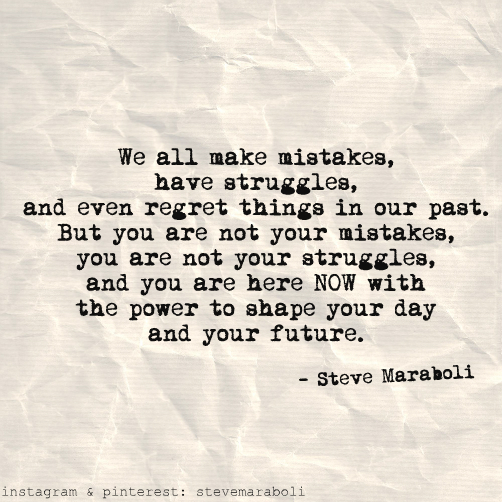 We all make mistakes,
have struggles,
and even regret things in our past.
But you are not your mistakes,
you are not your struggles,
and you are here NOW with
the power to shape your day
and your future.
- Steve Maraboli
instagram & pinterest: stevemaraboli